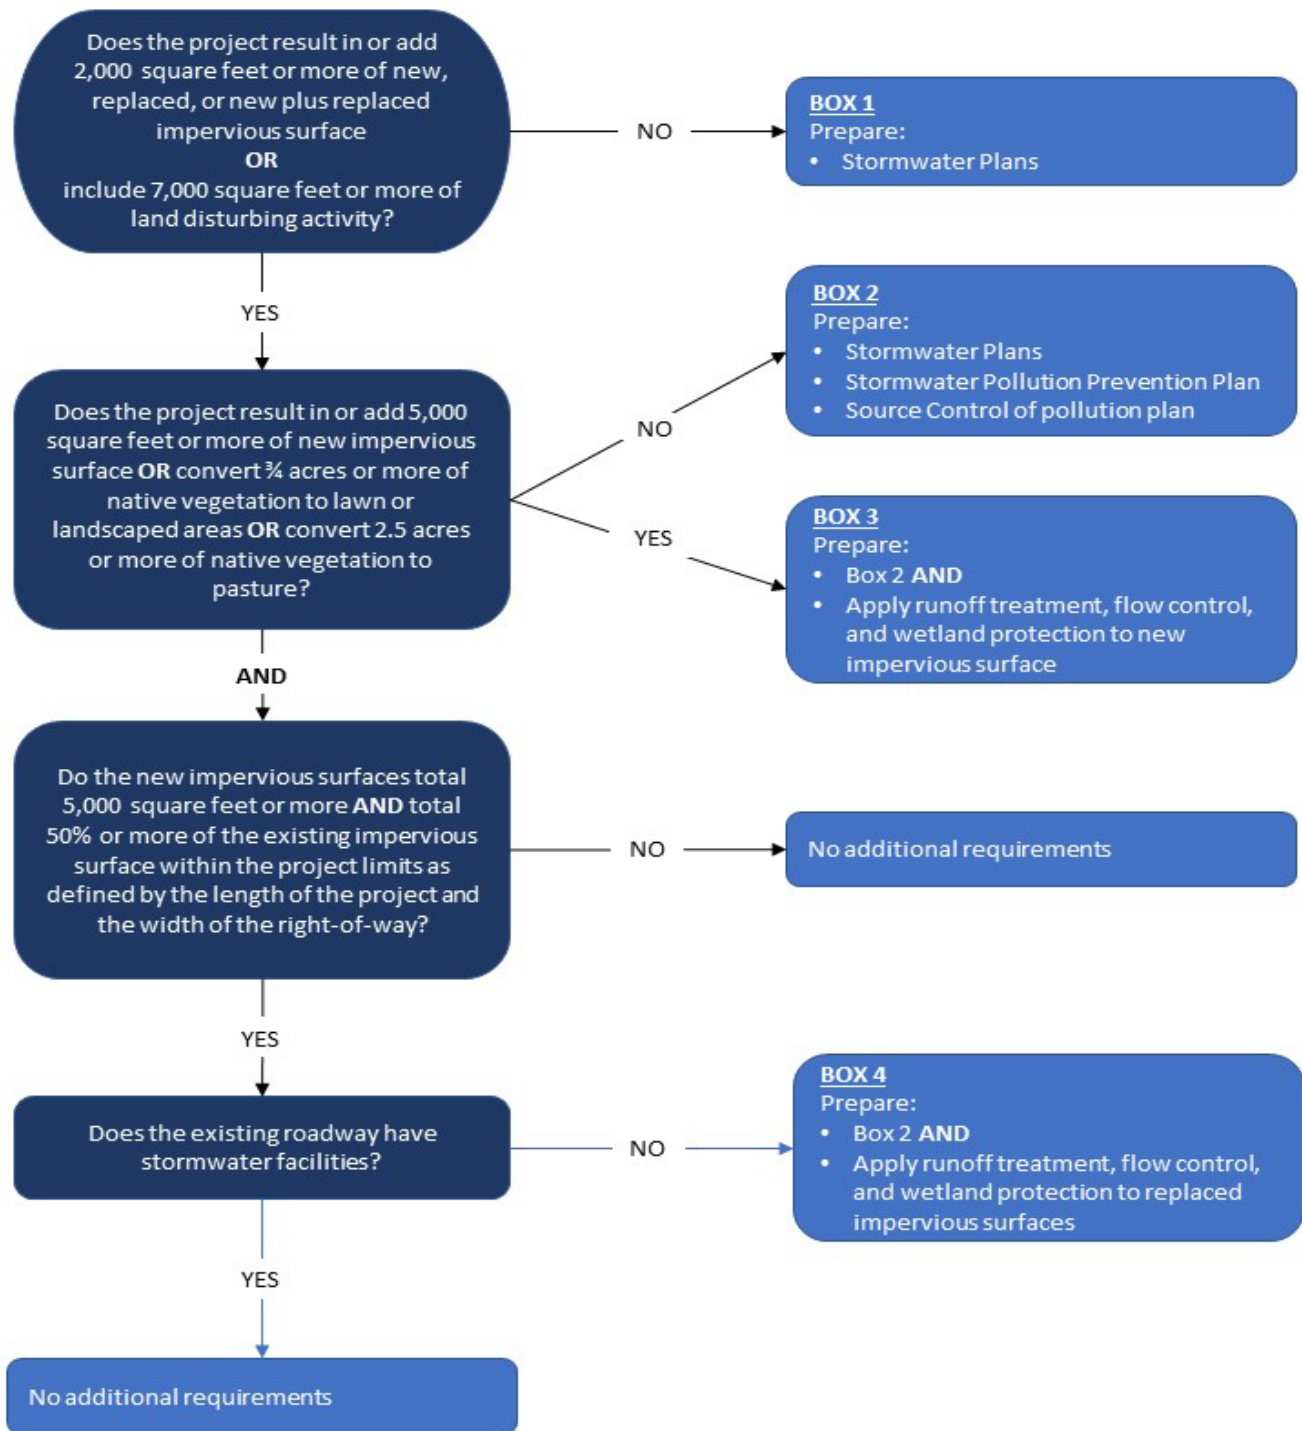 Does the project result in or add
2,000 square feet or more of new,
replaced, or new plus replaced
impervious surface
OR
include 7,000 square feet or more of
land disturbing activity?
NO
BOX 1
Prepare:
• Stormwater Plans
YES
Does the project result in or add 5,000
square feet or more of new impervious
surface OR convert ¾ acres or more of
native vegetation to lawn or
landscaped areas OR convert 2.5 acres
or more of native vegetation to
pasture?
NO
BOX 2
Prepare:
• Stormwater Plans
• Stormwater Pollution Prevention Plan
• Source Control of pollution plan
YES
BOX 3
Prepare:
• Box 2 AND
• Apply runoff treatment, flow control,
and wetland protection to new
impervious surface
AND
Do the new impervious surfaces total
5,000 square feet or more AND total
50% or more of the existing impervious
surface within the project limits as
defined by the length of the project and
the width of the right-of-way?
NO
No additional requirements
YES
Does the existing roadway have
stormwater facilities?
NO
BOX 4
Prepare:
• Box 2 AND
• Apply runoff treatment, flow control,
and wetland protection to replaced
impervious surfaces
YES
No additional requirements